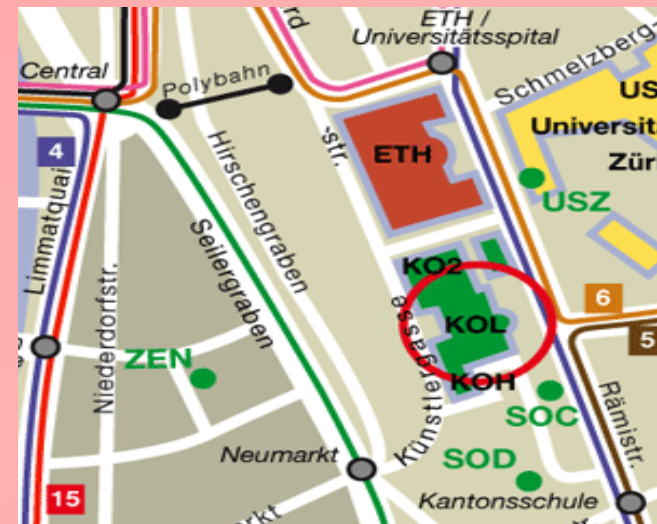 ETH /
Universitätsspital
Central
Polybahn
Schmelzberg-
4
str.
ETH
Universit
Zür
USZ
Limmatquai
Hirschengraben
Seilergraben
Niederdorfstr.
KO2
KOL
KOH
6
5
ZEN
Künstlergasse
SOC
Rämistr.
Neumarkt
SOD
15
Kantonsschule